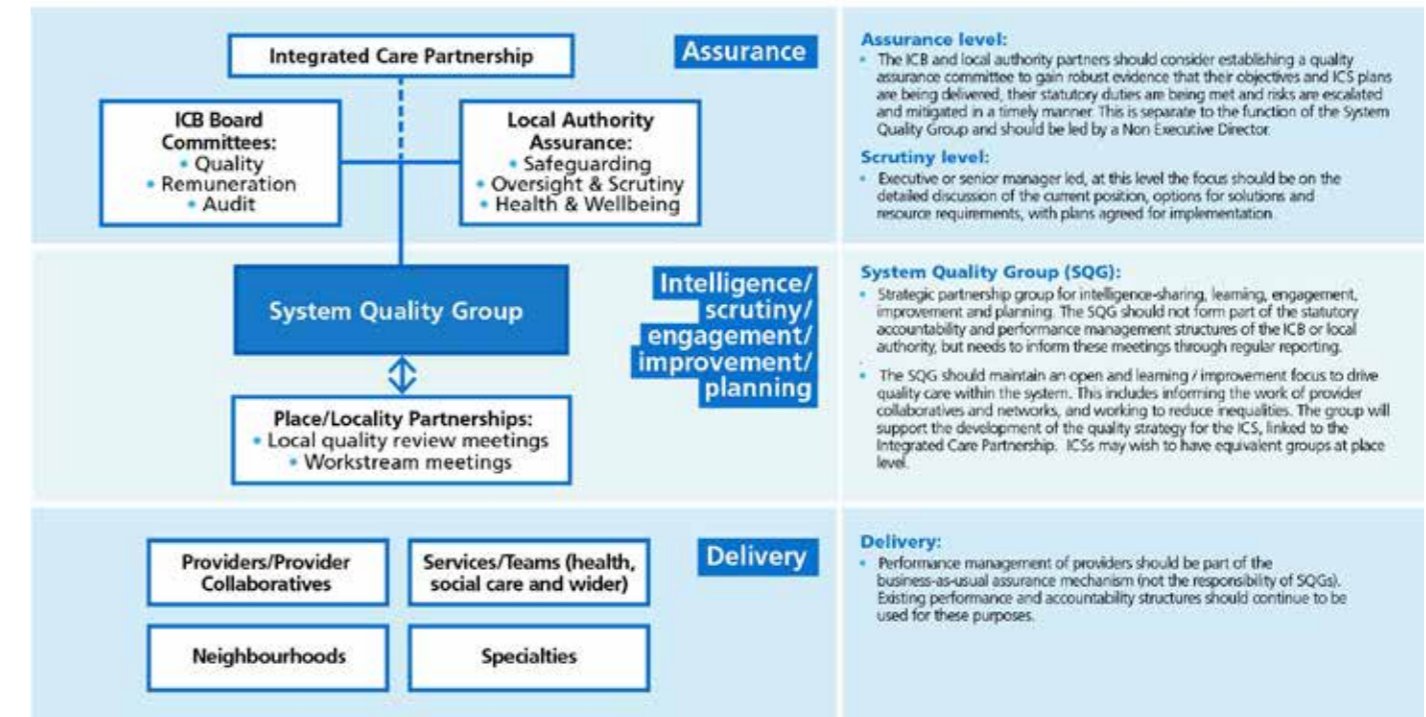 Integrated Care Partnership
Assurance
ICB Board
Committees:
• Quality
• Remuneration
• Audit
Local Authority
Assurance:
• Safeguarding
• Oversight & Scrutiny
• Health & Wellbeing
Assurance level:
• The ICB and local authority partners should consider establishing a quality
assurance committee to gain robust evidence that their objectives and ICS plans
are being delivered, their statutory duties are being met and risks are escalated
and mitigated in a timely manner. This is separate to the function of the System
Quality Group and should be led by a Non Executive Director.
Scrutiny level:
• Executive or senior manager led, at this level the focus should be on the
detailed discussion of the current position, options for solutions and
resource requirements, with plans agreed for implementation.
System Quality Group
Intelligence/
scrutiny/
engagement/
improvement/
planning
Place/Locality Partnerships:
• Local quality review meetings
• Workstream meetings
System Quality Group (SQG):
• Strategic partnership group for intelligence-sharing, learning, engagement,
improvement and planning. The SQG should not form part of the statutory
accountability and performance management structures of the ICB or local
authority, but needs to inform these meetings through regular reporting.
• The SQG should maintain an open and learning / improvement focus to drive
quality care within the system. This includes informing the work of provider
collaboratives and networks, and working to reduce inequalities. The group will
support the development of the quality strategy for the ICS, linked to the
Integrated Care Partnership. ICSs may wish to have equivalent groups at place
level.
Providers/Provider
Collaboratives
Services/Teams (health,
social care and wider)
Delivery
Neighbourhoods
Specialties
Delivery:
• Performance management of providers should be part of the
business-as-usual assurance mechanism (not the responsibility of SQGs).
Existing performance and accountability structures should continue to be
used for these purposes.